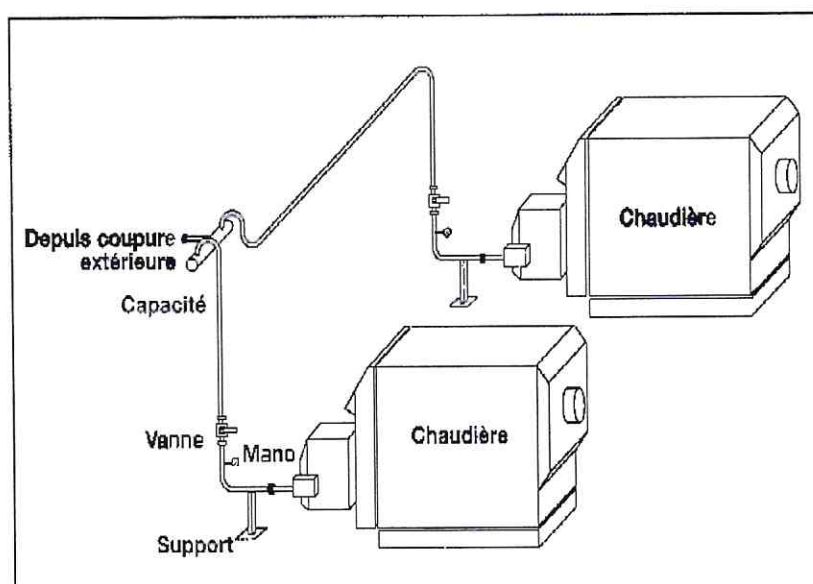 Chaudière
Depuis coupure
extérieure
Capacité
Vanne
Mano
Chaudière
Support